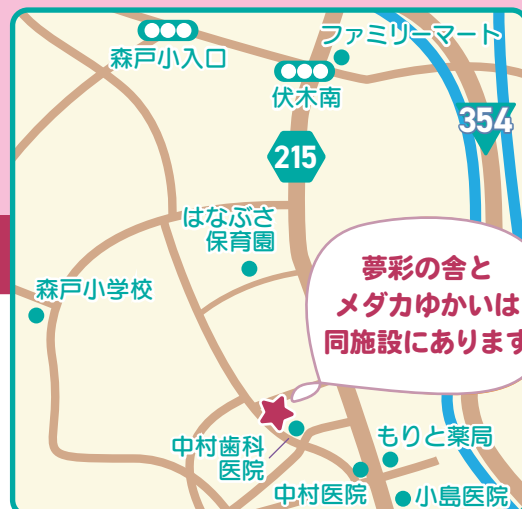 ファミリーマート
森戸小入口
伏木南
354
215
はなぶさ
保育園
夢彩の舎と
メダカゆかいは
同施設にあります
森戸小学校
中村歯科
医院
もりと薬局
中村医院
小島医院